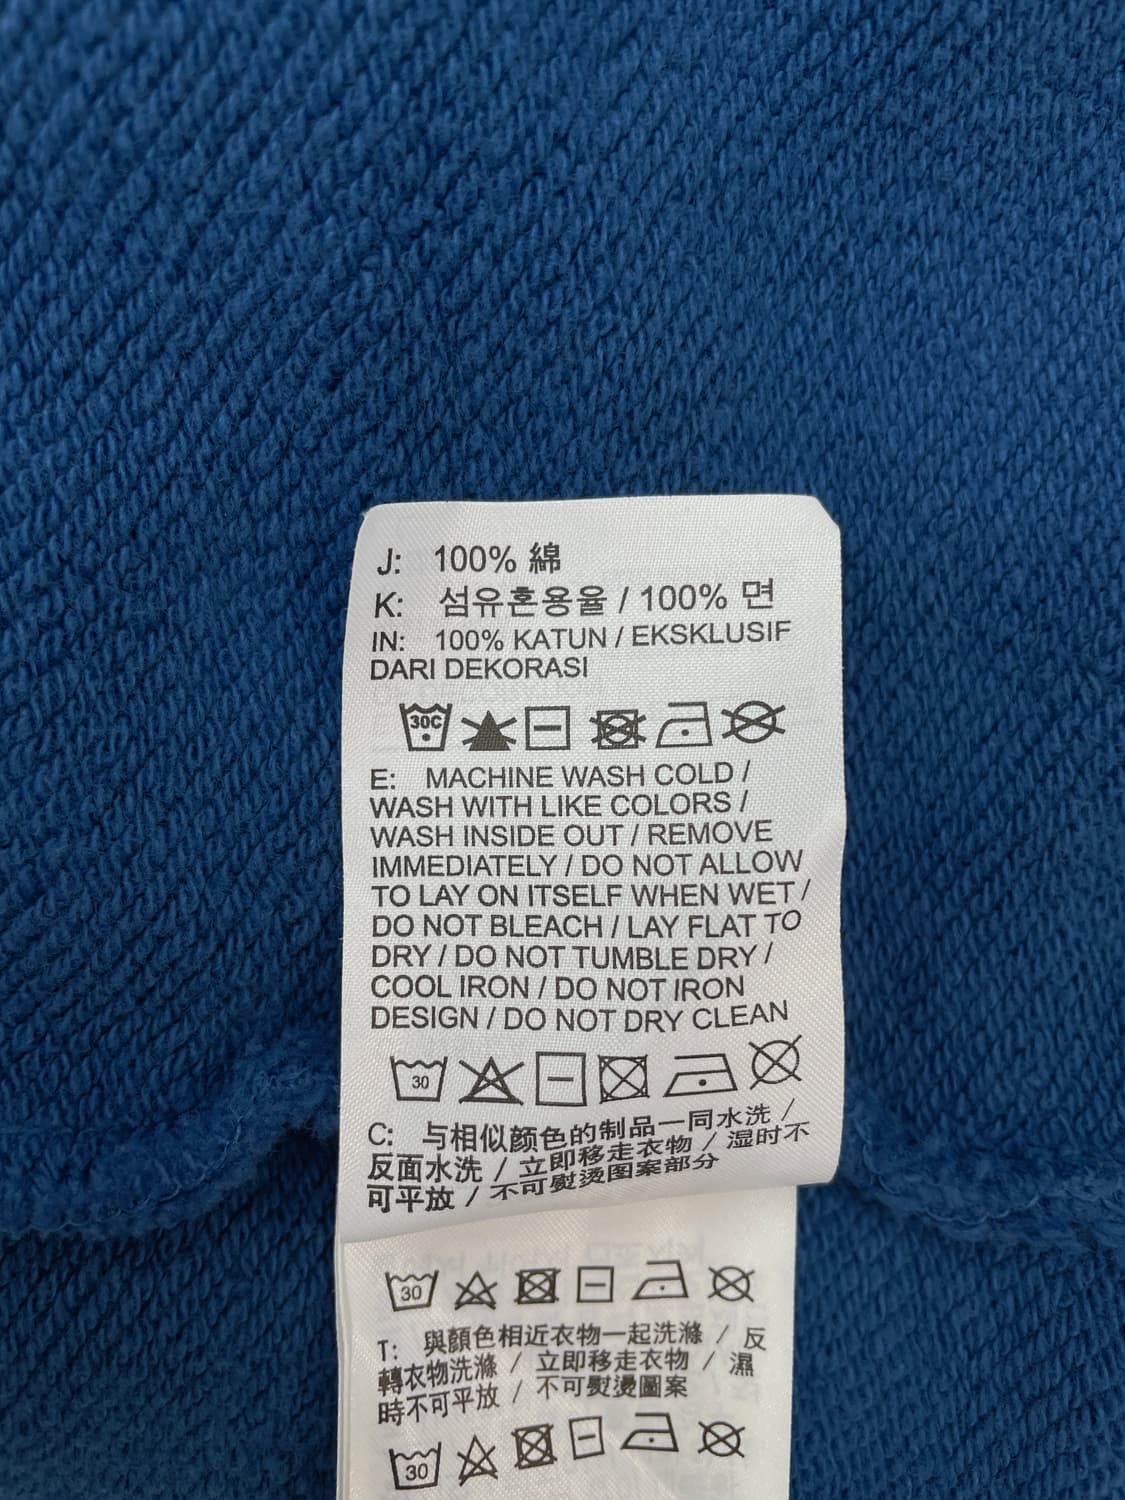 J: 100% 綿
K: 섬유혼용율 / 100% 면
IN: 100% KATUN / EKSKLUSIF
DARI DEKORASI
30C
E: MACHINE WASH COLD /
WASH WITH LIKE COLORS /
WASH INSIDE OUT / REMOVE
IMMEDIATELY / DO NOT ALLOW
TO LAY ON ITSELF WHEN WET /
DO NOT BLEACH / LAY FLAT TO
DRY / DO NOT TUMBLE DRY /
COOL IRON / DO NOT IRON
DESIGN / DO NOT DRY CLEAN
30
C: 与相似颜色的制品一同水洗 /
反面水洗 / 立即移走衣物 / 湿时不
可平放 / 不可熨烫图案部分
30
T: 與顏色相近衣物一起洗滌 / 反
轉衣物洗滌 / 立即移走衣物 / 濕
時不可平放 / 不可熨燙圖案
30